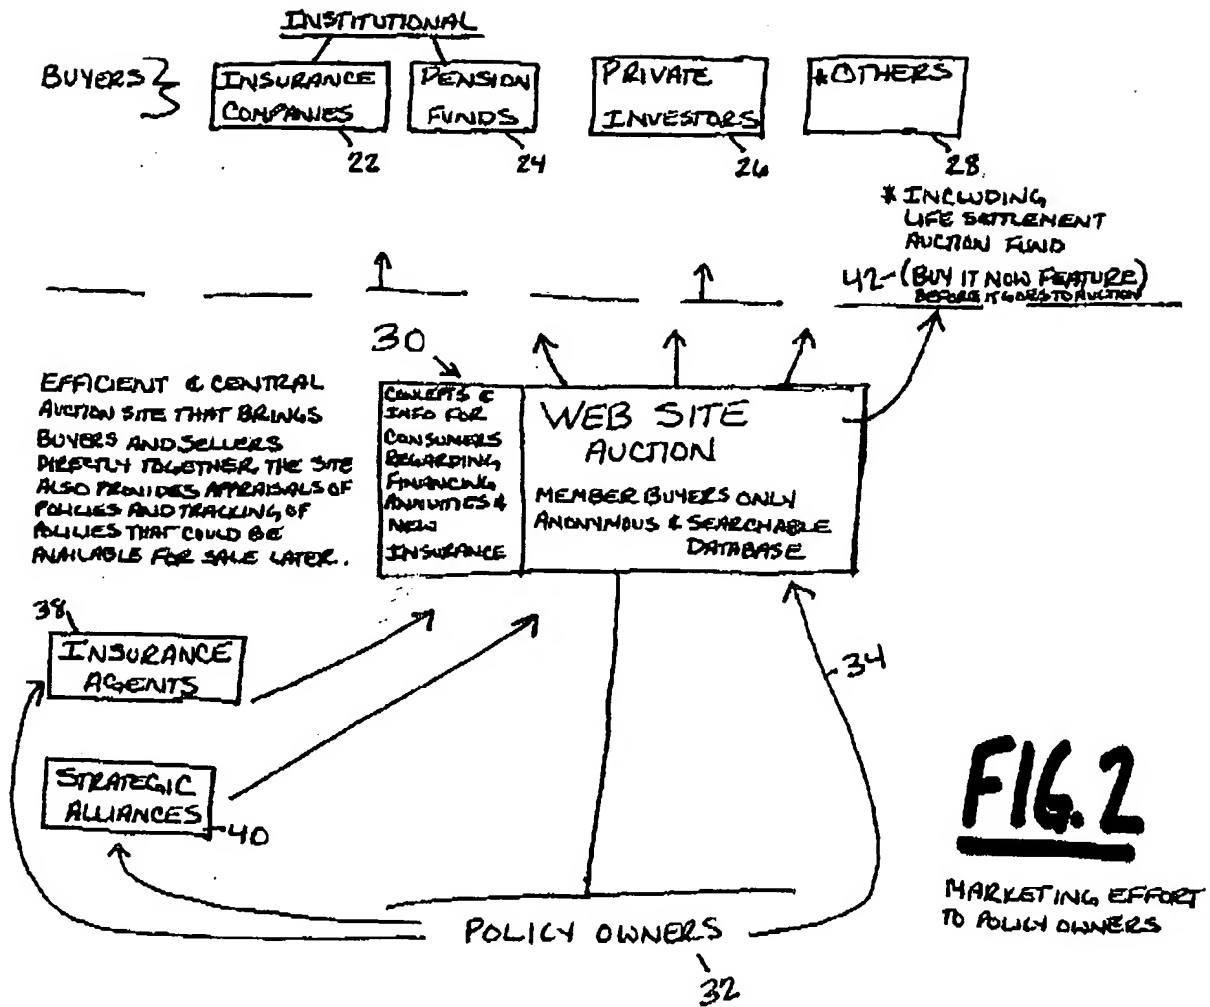 INSTITUTIONAL
BUYERS
INSURANCE
COMPANIES
22
PENSION
FUNDS
24
PRIVATE
INVESTORS
26
*OTHERS
28
* INCLUDING
LIFE SETTLEMENT
AUCTION FUND
42-(BUY IT NOW FEATURE)
BEFORE IT GOES TO AUCTION
30
EFFICIENT & CENTRAL
AUCTION SITE THAT BRINGS
BUYERS AND SELLERS
DIRECTLY TOGETHER, THE SITE
ALSO PROVIDES APPRAISALS OF
POLICIES AND TRACKING OF
POLICIES THAT COULD BE
AVAILABLE FOR SALE LATER.
CONCEPTS &
INFO FOR
CONSUMERS
REGARDING
FINANCING
ANNUITIES &
NEW
INSURANCE
WEB SITE
AUCTION
MEMBER BUYERS ONLY
ANONYMOUS & SEARCHABLE
DATABASE
38
INSURANCE
AGENTS
34
STRATEGIC
ALLIANCES
40
FIG. 2
MARKETING EFFORT
TO POLICY OWNERS
POLICY OWNERS
32